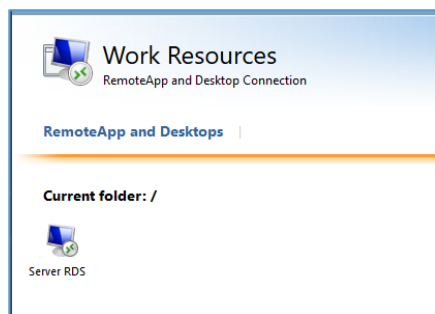 Work Resources
RemoteApp and Desktop Connection
RemoteApp and Desktops
Current folder: /
Server RDS